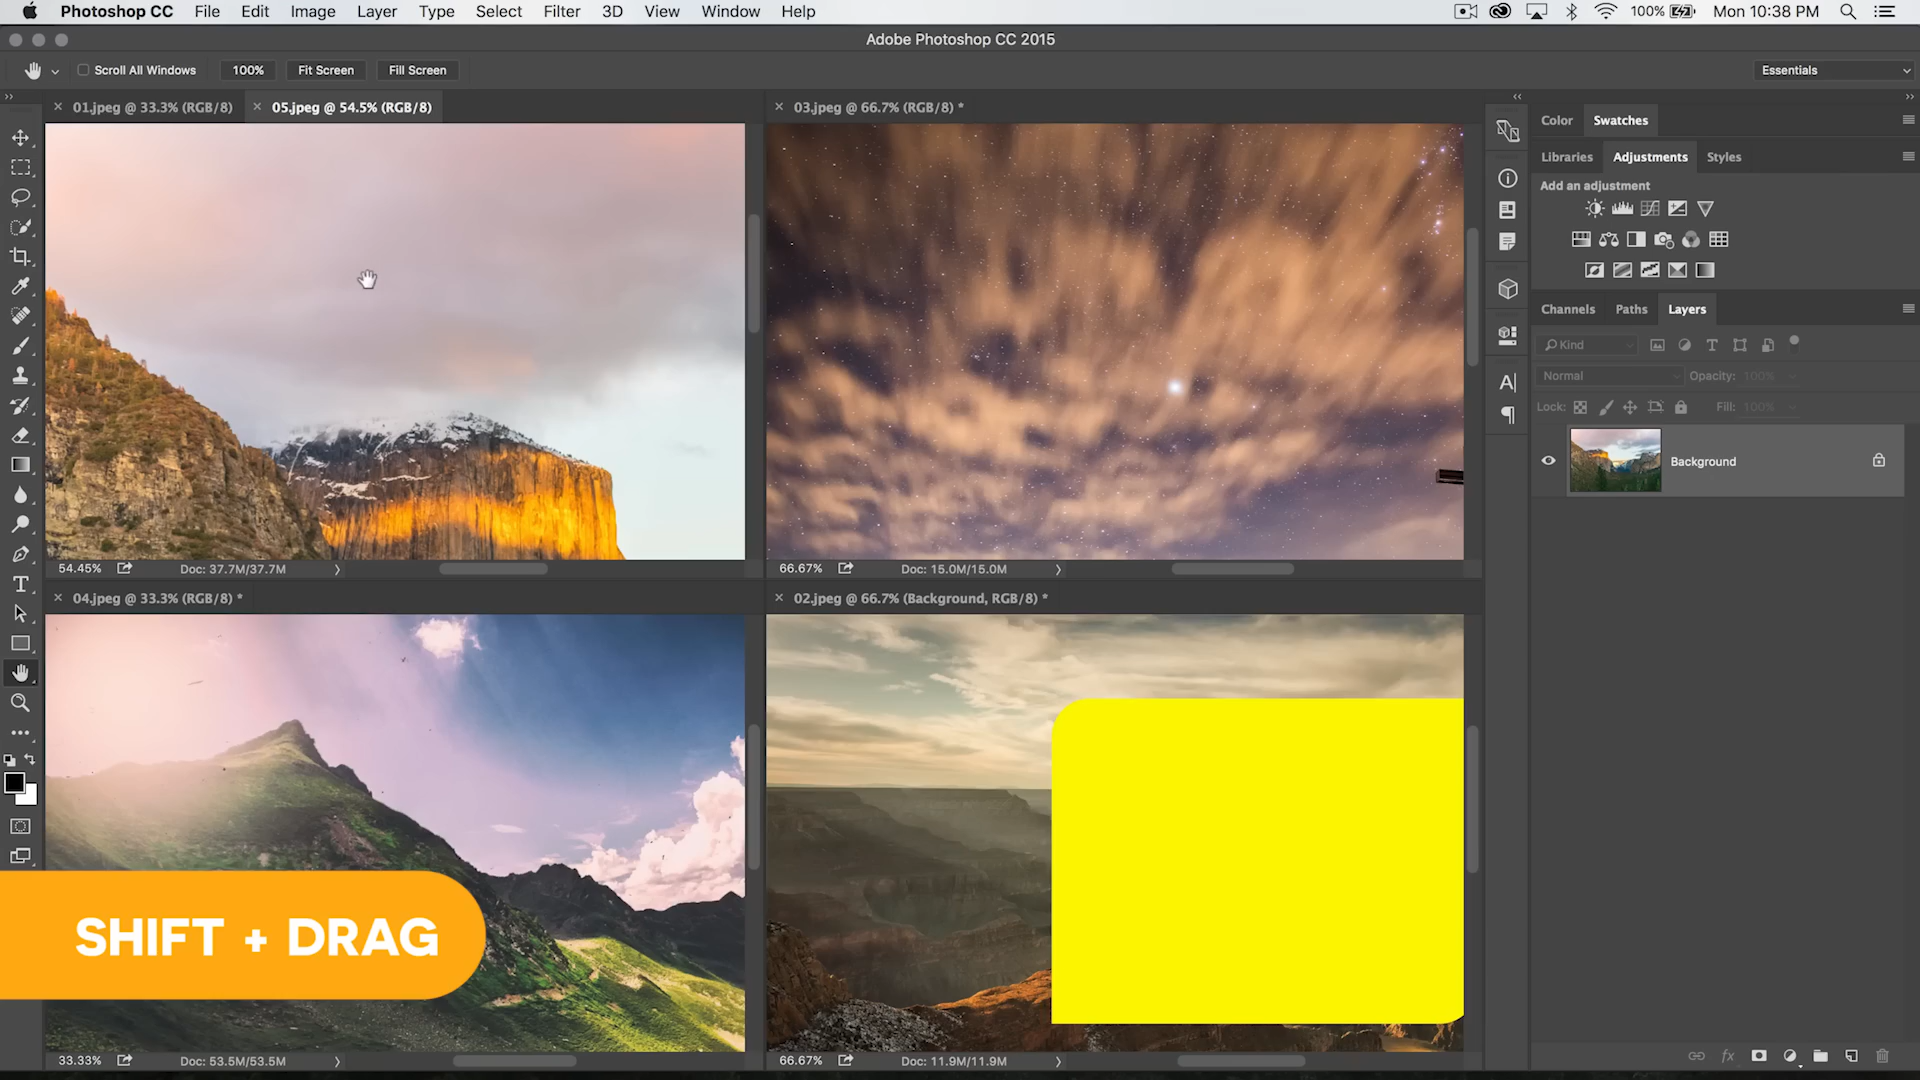 Photoshop CC File Edit Image Layer Type Select Filter 3D View Window Help 100% Mon 10:38 PM
Adobe Photoshop CC 2015
Scroll All Windows 100% Fit Screen Fill Screen Essentials
01.jpeg @ 33.3% (RGB/8) 05.jpeg @ 54.5% (RGB/8) 03.jpeg @ 66.7% (RGB/8) *
Color Swatches
Libraries Adjustments Styles
Add an adjustment
Channels Paths Layers
Kind
Normal Opacity: 100%
Lock: Fill: 100%
Background
54.45% Doc: 37.7M/37.7M 66.67% Doc: 15.0M/15.0M
04.jpeg @ 33.3% (RGB/8) * 02.jpeg @ 66.7% (Background, RGB/8) *
SHIFT + DRAG
33.33% Doc: 53.5M/53.5M 66.67% Doc: 11.9M/11.9M